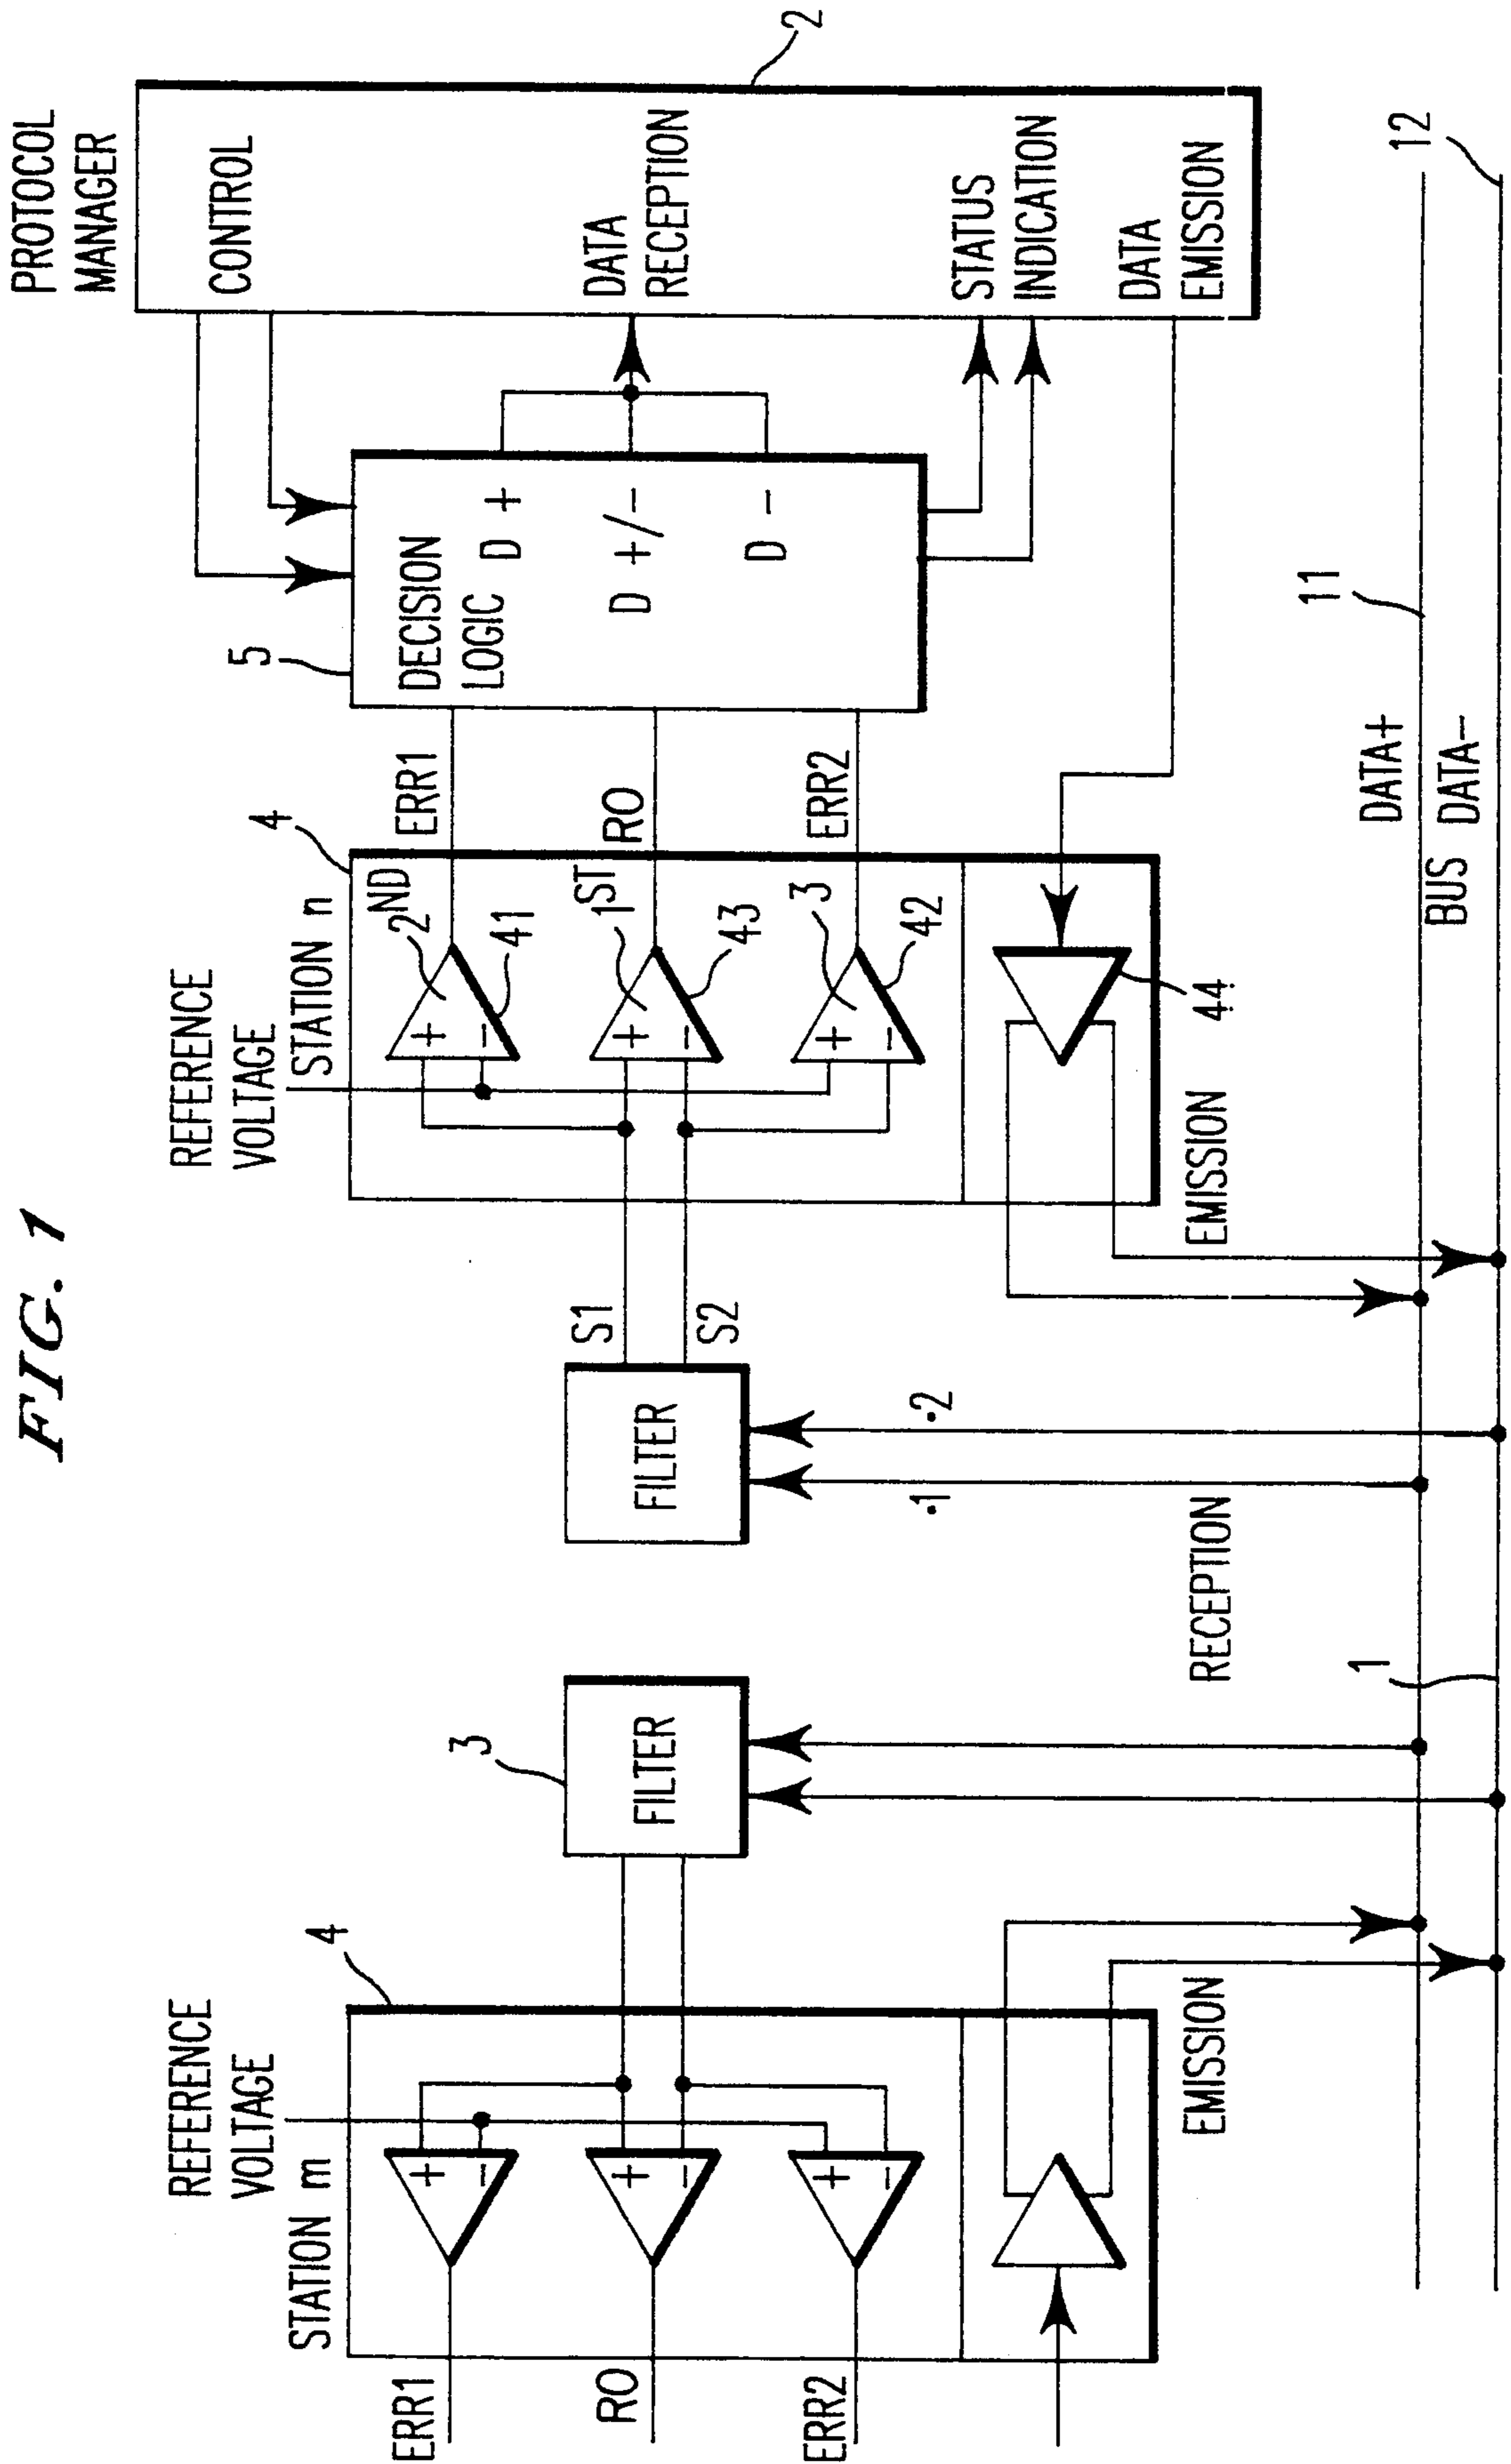 FIG. 1
REFERENCE
VOLTAGE
STATION m
4
ERR1
RO
ERR2
+
-
+
-
+
-
EMISSION
3
FILTER
FILTER
S1
S2
.1
.2
RECEPTION
REFERENCE
VOLTAGE
STATION n
4
2ND
+
-
41
1ST
+
-
43
3
+
-
42
44
EMISSION
ERR1
RO
ERR2
5
DECISION
LOGIC
D +
D +/-
D -
PROTOCOL
MANAGER
CONTROL
DATA
RECEPTION
STATUS
INDICATION
DATA
EMISSION
2
1
DATA+
BUS
DATA-
11
12